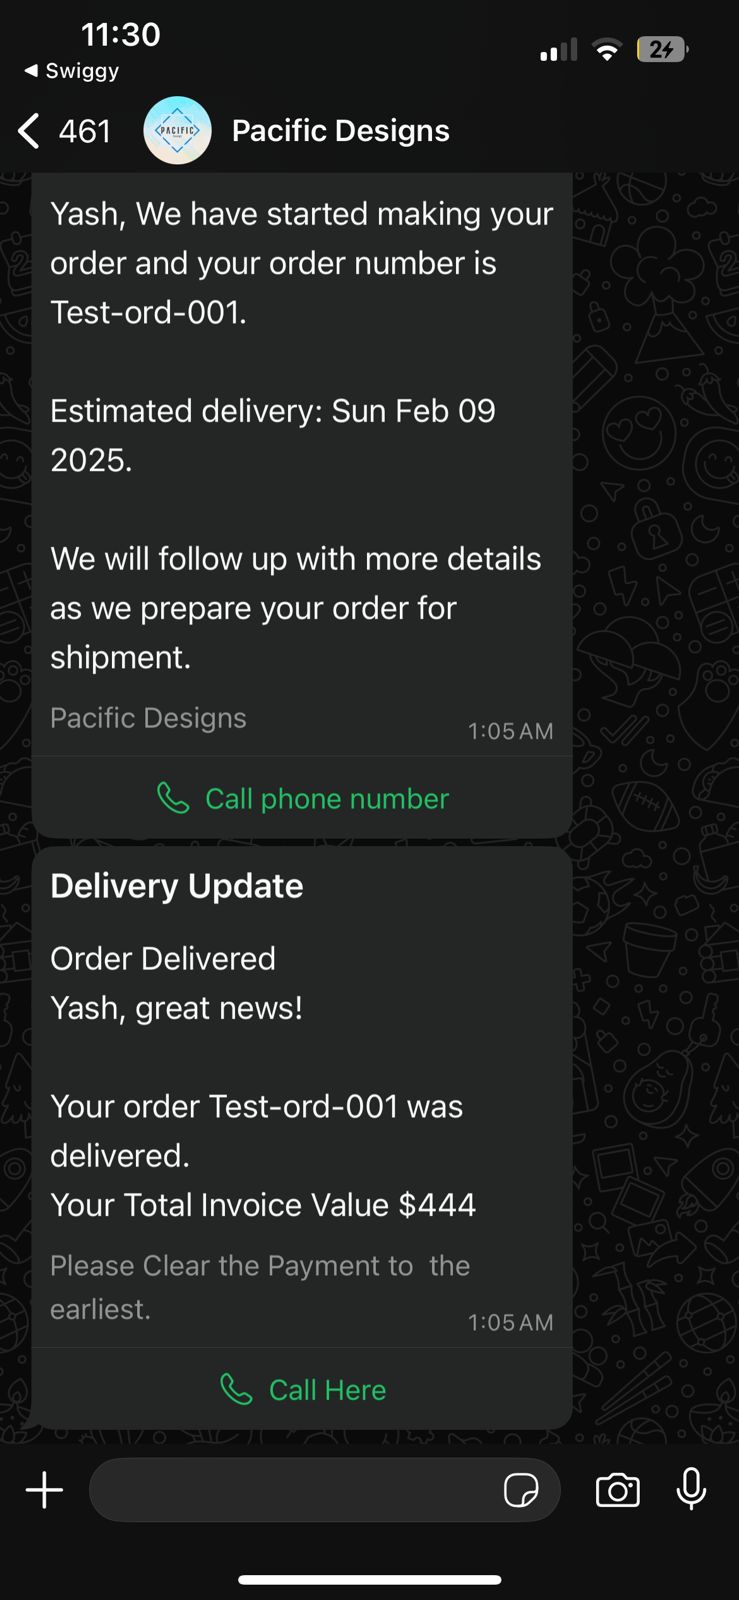 11:30
◀ Swiggy
24
461
PACIFIC
Pacific Designs
Yash, We have started making your
order and your order number is
Test-ord-001.
Estimated delivery: Sun Feb 09
2025.
We will follow up with more details
as we prepare your order for
shipment.
Pacific Designs
1:05 AM
Call phone number
Delivery Update
Order Delivered
Yash, great news!
Your order Test-ord-001 was
delivered.
Your Total Invoice Value $444
Please Clear the Payment to  the
earliest.
1:05 AM
Call Here